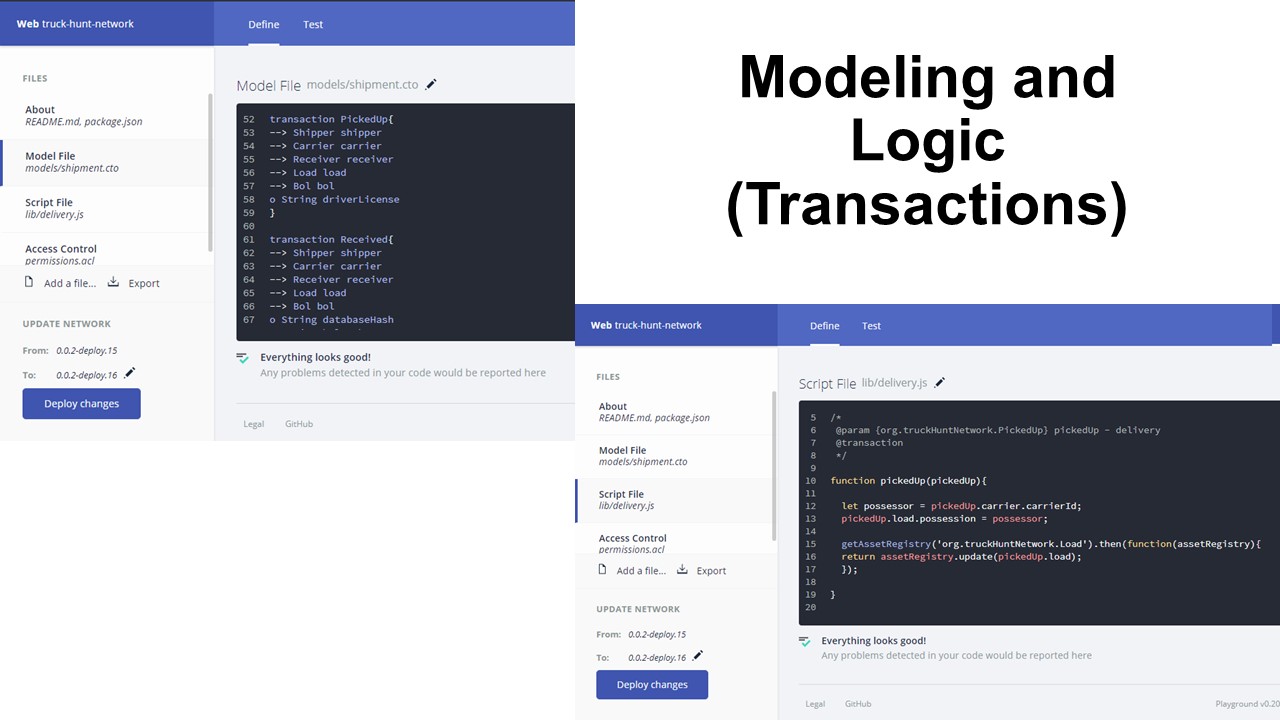 Web truck-hunt-network
Define Test
FILES
About
README.md, package.json
Model File
models/shipment.cto
Script File
lib/delivery.js
Access Control
permissions.acl
Add a file... Export
UPDATE NETWORK
From: 0.0.2-deploy.15
To: 0.0.2-deploy.16
Deploy changes
Model File models/shipment.cto
52 transaction PickedUp{
53 --> Shipper shipper
54 --> Carrier carrier
55 --> Receiver receiver
56 --> Load load
57 --> Bol bol
58 o String driverLicense
59 }
60
61 transaction Received{
62 --> Shipper shipper
63 --> Carrier carrier
64 --> Receiver receiver
65 --> Load load
66 --> Bol bol
67 o String databaseHash
Everything looks good!
Any problems detected in your code would be reported here
Legal GitHub
Modeling and
Logic
(Transactions)
Web truck-hunt-network
Define Test
FILES
About
README.md, package.json
Model File
models/shipment.cto
Script File
lib/delivery.js
Access Control
permissions.acl
Add a file... Export
UPDATE NETWORK
From: 0.0.2-deploy.15
To: 0.0.2-deploy.16
Deploy changes
Script File lib/delivery.js
5 /*
6 @param {org.truckHuntNetwork.PickedUp} pickedUp - delivery
7 @transaction
8 */
9
10 function pickedUp(pickedUp){
11
12 let possessor = pickedUp.carrier.carrierId;
13 pickedUp.load.possession = possessor;
14
15 getAssetRegistry('org.truckHuntNetwork.Load').then(function(assetRegistry){
16 return assetRegistry.update(pickedUp.load);
17 });
18
19 }
20
Everything looks good!
Any problems detected in your code would be reported here
Legal GitHub
Playground v0.20